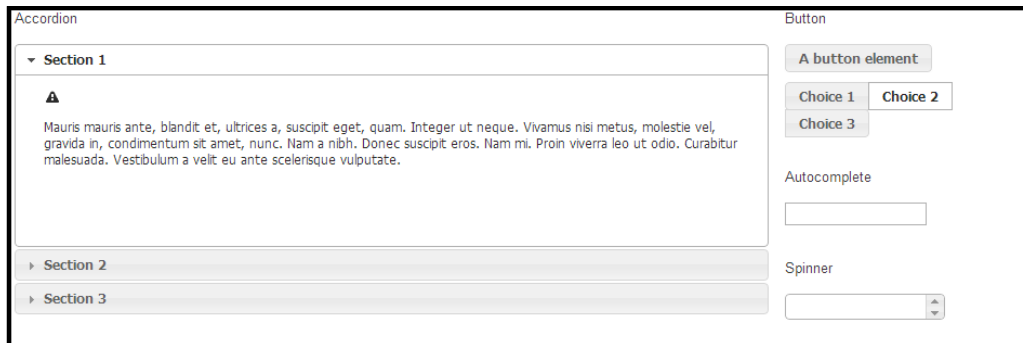 Accordion
Section 1
Mauris mauris ante, blandit et, ultrices a, suscipit eget, quam. Integer ut neque. Vivamus nisi metus, molestie vel,
gravida in, condimentum sit amet, nunc. Nam a nibh. Donec suscipit eros. Nam mi. Proin viverra leo ut odio. Curabitur
malesuada. Vestibulum a velit eu ante scelerisque vulputate.
Section 2
Section 3
Button
A button element
Choice 1 Choice 2
Choice 3
Autocomplete
Spinner